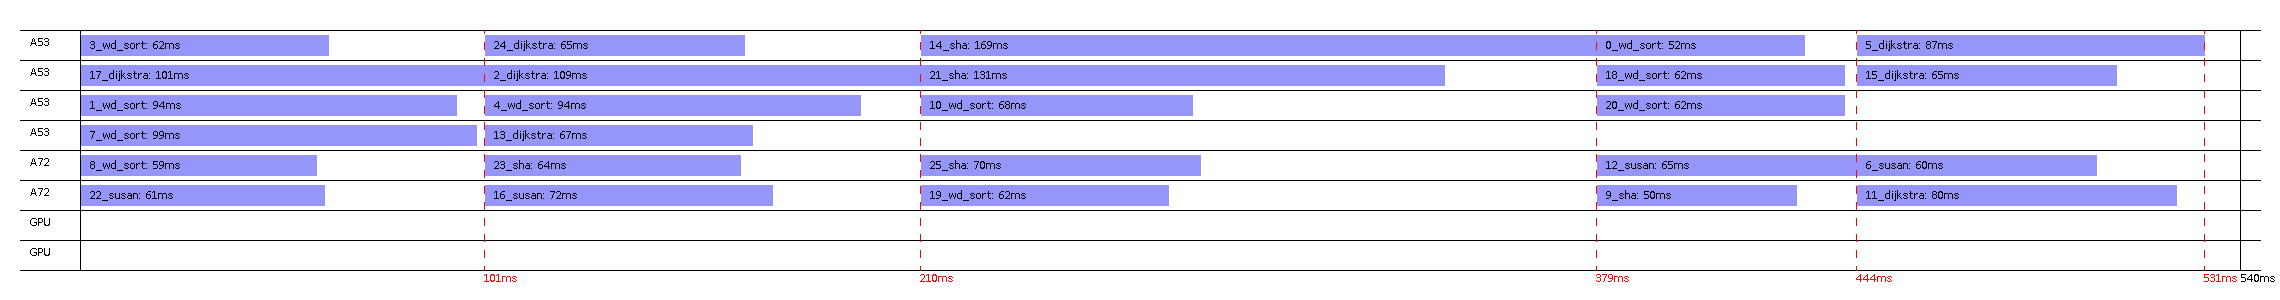 A53 3_wd_sort: 62ms 24_dijkstra: 65ms 14_sha: 169ms 0_wd_sort: 52ms 5_dijkstra: 87ms
A53 17_dijkstra: 101ms 2_dijkstra: 109ms 21_sha: 131ms 18_wd_sort: 62ms 15_dijkstra: 65ms
A53 1_wd_sort: 94ms 4_wd_sort: 94ms 10_wd_sort: 68ms 20_wd_sort: 62ms
A53 7_wd_sort: 99ms 13_dijkstra: 67ms
A72 8_wd_sort: 59ms 23_sha: 64ms 25_sha: 70ms 12_susan: 65ms 6_susan: 60ms
A72 22_susan: 61ms 16_susan: 72ms 19_wd_sort: 62ms 9_sha: 50ms 11_dijkstra: 80ms
GPU
GPU
101ms 210ms 379ms 444ms 531ms 540ms